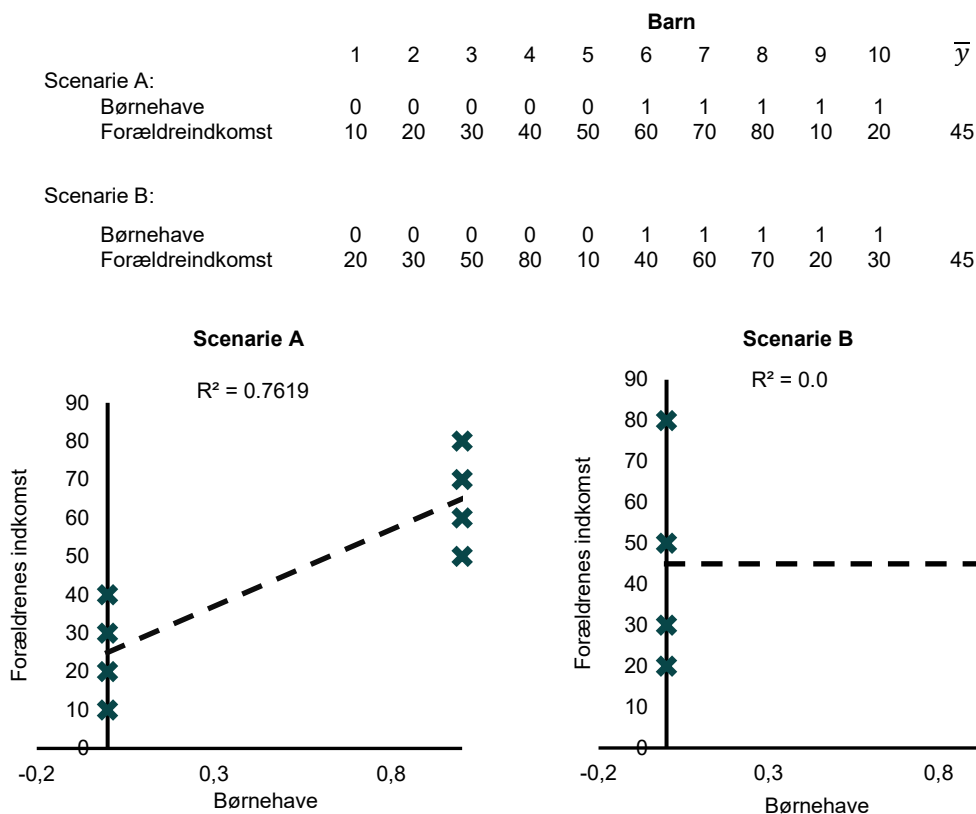 Barn
1 2 3 4 5 6 7 8 9 10 y̅
Scenarie A:
Børnehave 0 0 0 0 0 1 1 1 1 1
Forældreindkomst 10 20 30 40 50 60 70 80 10 20 45
Scenarie B:
Børnehave 0 0 0 0 0 1 1 1 1 1
Forældreindkomst 20 30 50 80 10 40 60 70 20 30 45
Scenarie A
R² = 0.7619
Forældrenes indkomst
90
80
70
60
50
40
30
20
10
0
-0,2 0,3 0,8
Børnehave
Scenarie B
R² = 0.0
Forældrenes indkomst
90
80
70
60
50
40
30
20
10
0
-0,2 0,3 0,8
Børnehave